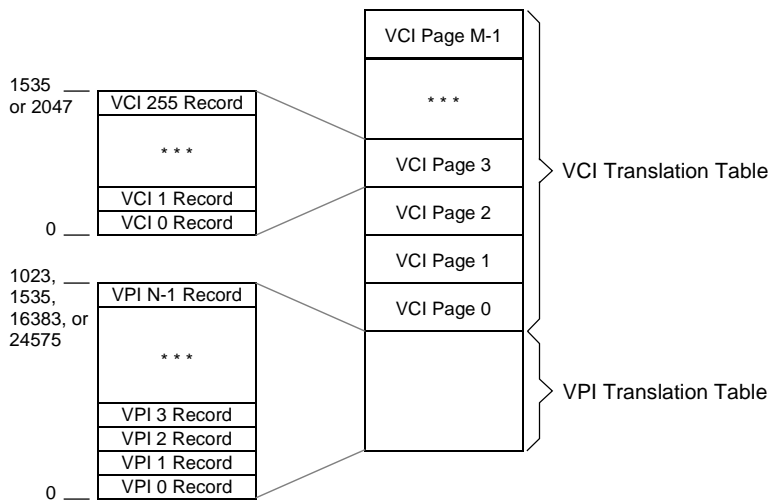 VCI Page M-1
* * *
VCI Page 3
VCI Page 2
VCI Page 1
VCI Page 0
VCI Translation Table
VPI Translation Table
1535
or 2047
VCI 255 Record
* * *
VCI 1 Record
VCI 0 Record
0
1023,
1535,
16383, or
24575
VPI N-1 Record
* * *
VPI 3 Record
VPI 2 Record
VPI 1 Record
VPI 0 Record
0